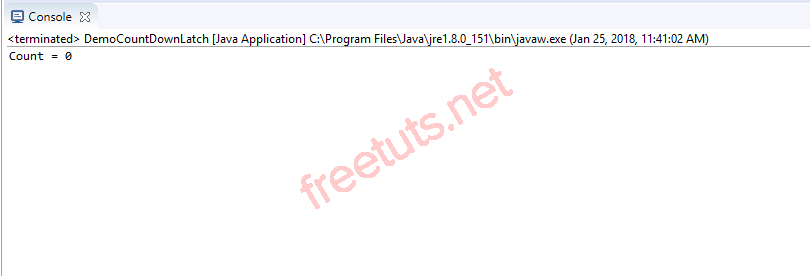 Console
<terminated> DemoCountDownLatch [Java Application] C:\Program Files\Java\jre1.8.0_151\bin\javaw.exe (Jan 25, 2018, 11:41:02 AM)
Count = 0
freetuts.net